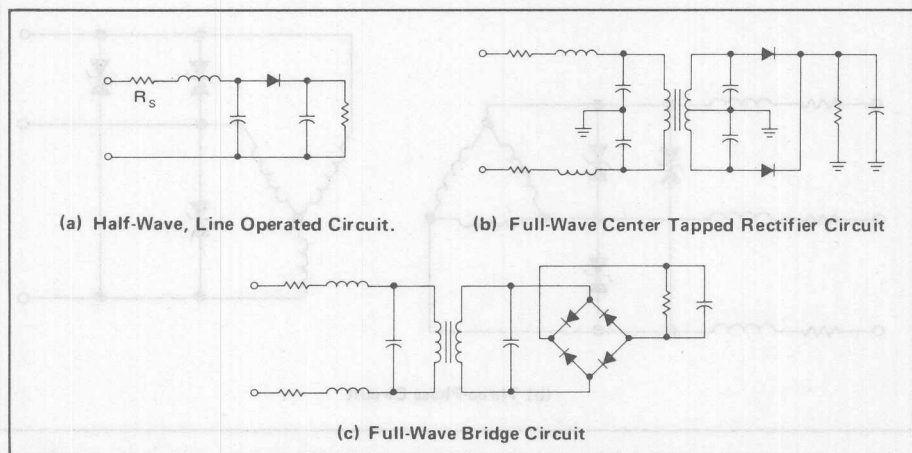 R_S
(a) Half-Wave, Line Operated Circuit.
(b) Full-Wave Center Tapped Rectifier Circuit
(c) Full-Wave Bridge Circuit